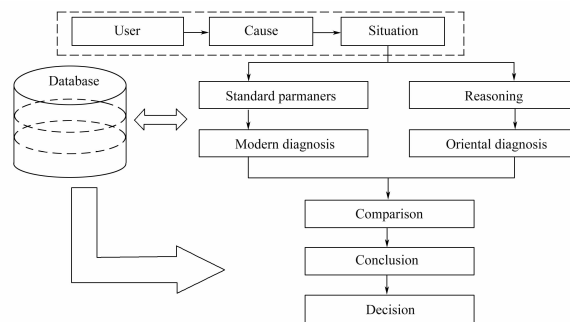 User
Cause
Situation
Database
Standard parmaners
Reasoning
Modern diagnosis
Oriental diagnosis
Comparison
Conclusion
Decision